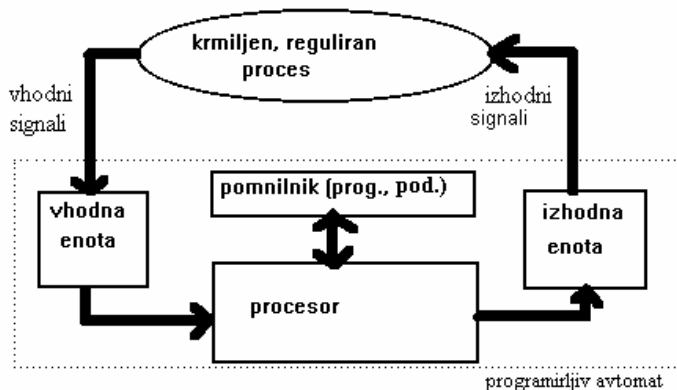 krmiljen, reguliran
proces
vhodni
signali
izhodni
signali
vhodna
enota
pomnilnik (prog., pod.)
izhodna
enota
procesor
programirljiv avtomat